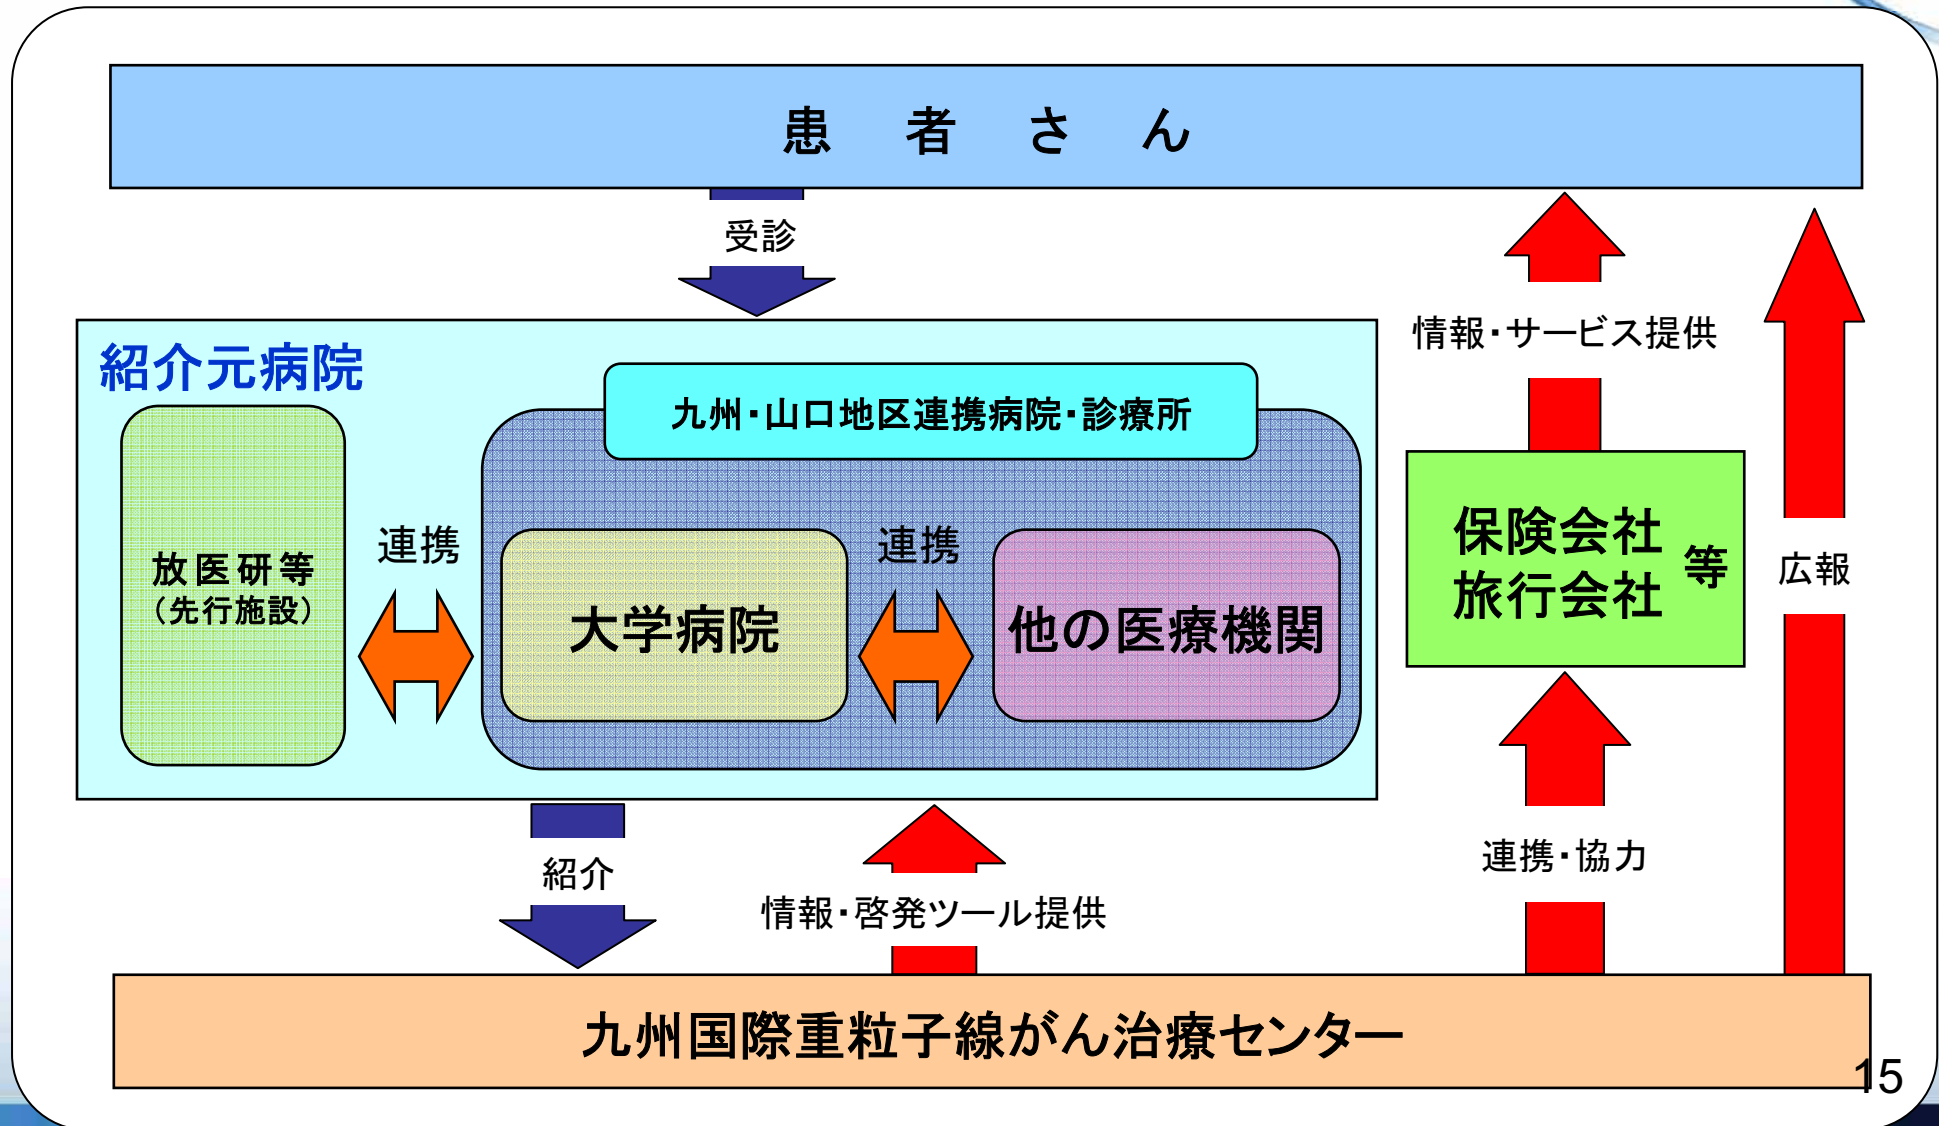 患者さん
受診
情報・サービス提供
紹介元病院
九州・山口地区連携病院・診療所
放医研等
（先行施設）
連携
大学病院
連携
他の医療機関
保険会社
旅行会社
等
広報
紹介
情報・啓発ツール提供
連携・協力
九州国際重粒子線がん治療センター
15